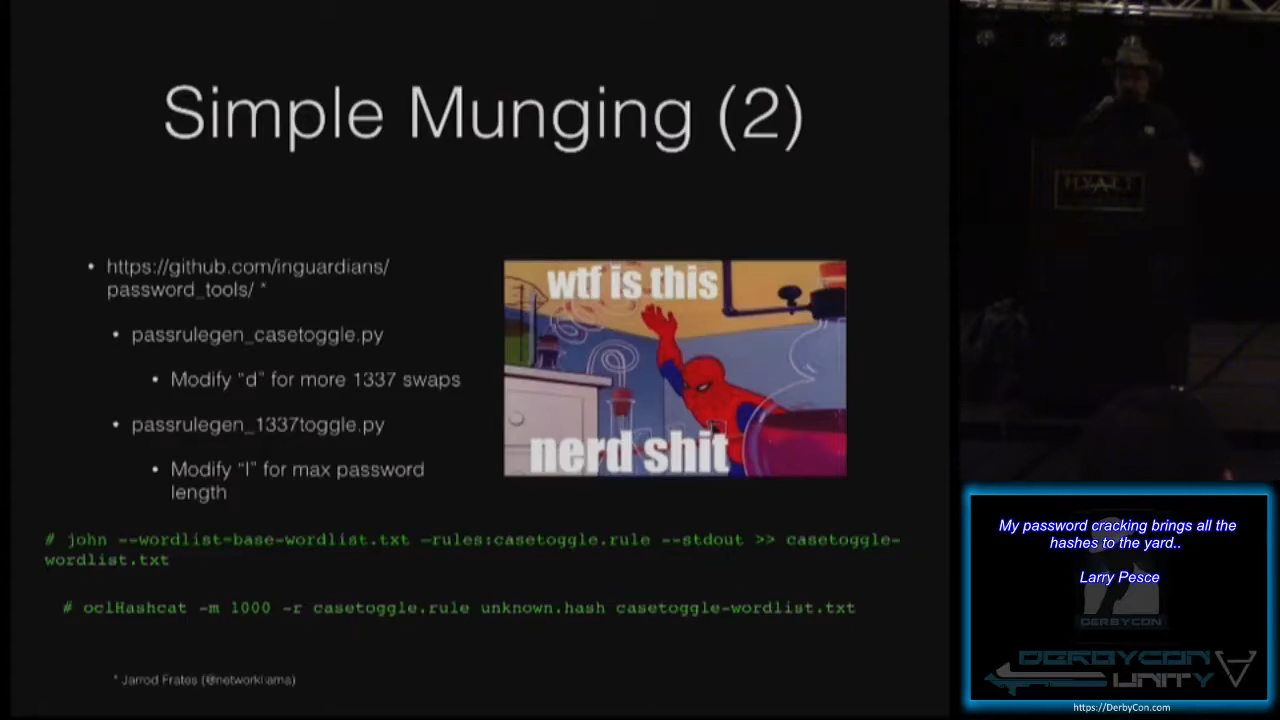 Simple Munging (2)
• https://github.com/inguardians/
password_tools/ *
• passrulegen_casetoggle.py
• Modify "d" for more 1337 swaps
• passrulegen_1337toggle.py
• Modify "l" for max password
length
wtf is this
nerd shit
# john --wordlist=base-wordlist.txt —rules:casetoggle.rule --stdout >> casetoggle-
wordlist.txt
# oclHashcat -m 1000 -r casetoggle.rule unknown.hash casetoggle-wordlist.txt
* Jarrod Frates (@networkllama)
HYATT
My password cracking brings all the
hashes to the yard..
Larry Pesce
DERBYCON
DERBYCON
UNITY
https://DerbyCon.com